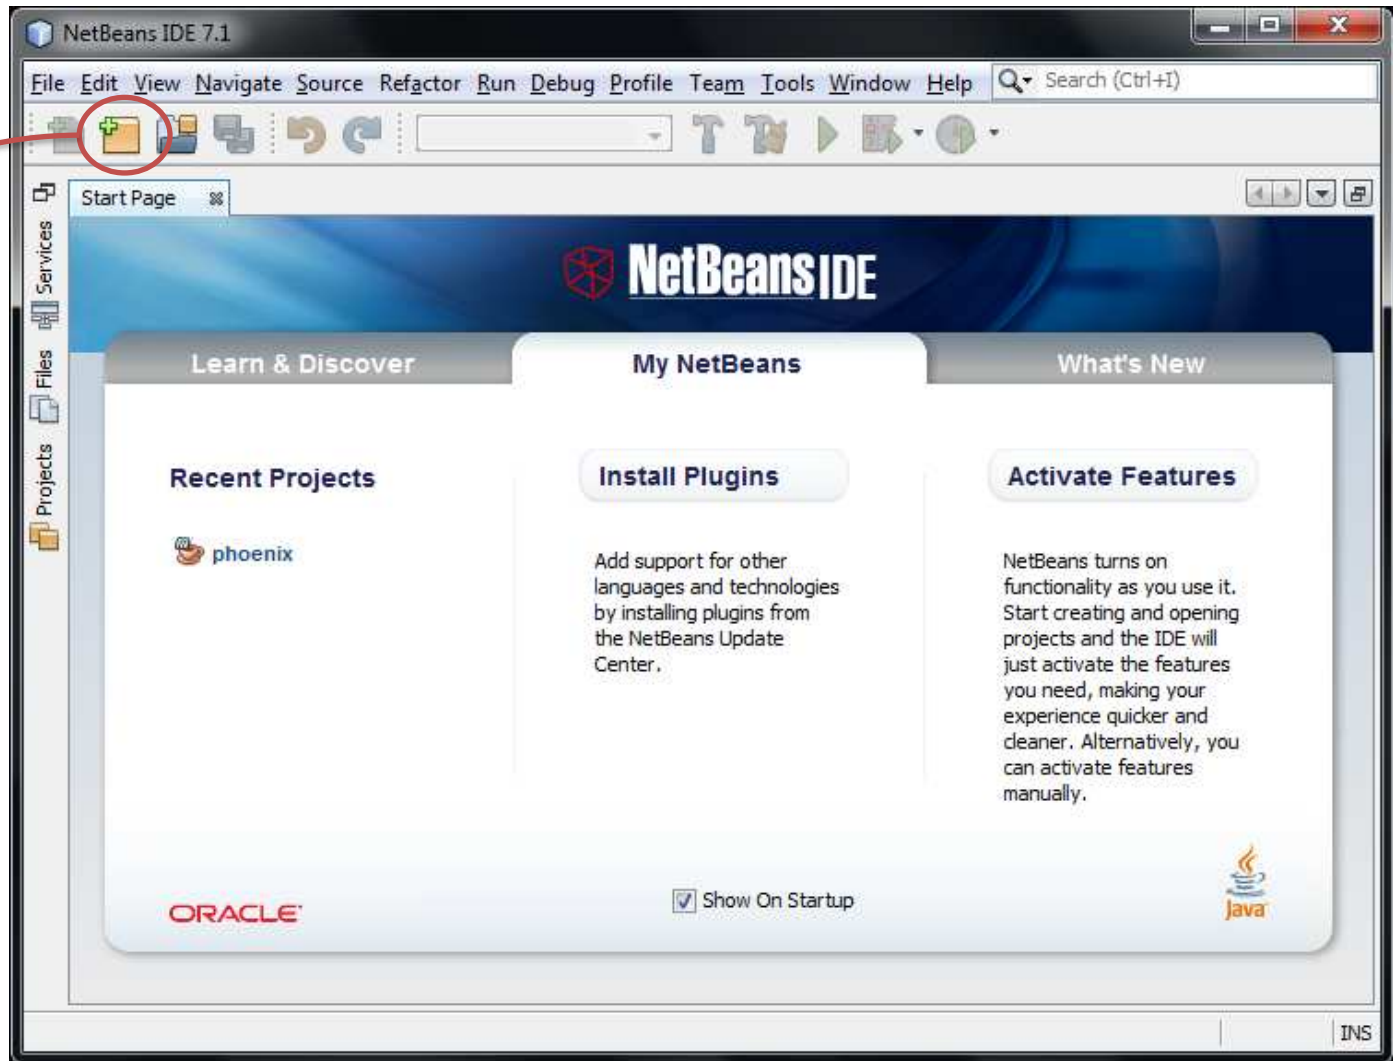 NetBeans IDE 7.1
File Edit View Navigate Source Refactor Run Debug Profile Team Tools Window Help Search (Ctrl+I)
Start Page
Services
Files
Projects
NetBeans IDE
Learn & Discover
My NetBeans
What's New
Recent Projects
phoenix
Install Plugins
Add support for other
languages and technologies
by installing plugins from
the NetBeans Update
Center.
Activate Features
NetBeans turns on
functionality as you use it.
Start creating and opening
projects and the IDE will
just activate the features
you need, making your
experience quicker and
cleaner. Alternatively, you
can activate features
manually.
ORACLE
Show On Startup
Java
INS